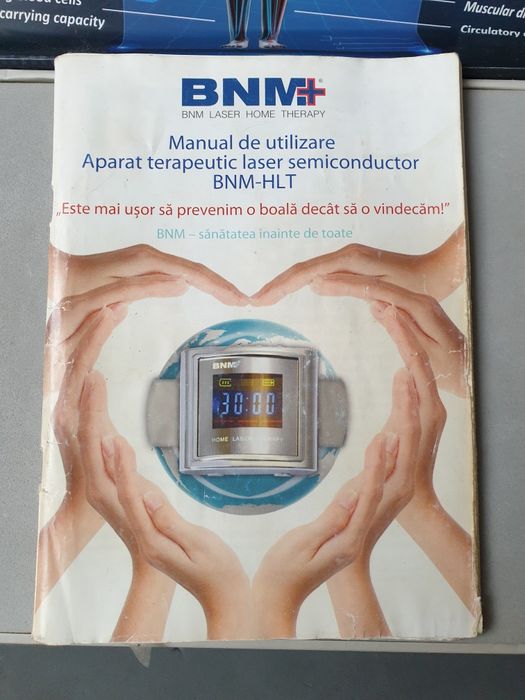 carrying capacity
Muscular
Circulatory
BNM+®
BNM LASER HOME THERAPY
Manual de utilizare
Aparat terapeutic laser semiconductor
BNM-HLT
„Este mai ușor să prevenim o boală decât să o vindecăm!”
BNM – sănătatea înainte de toate
BNM+
30:00
HOME LASER THERAPY